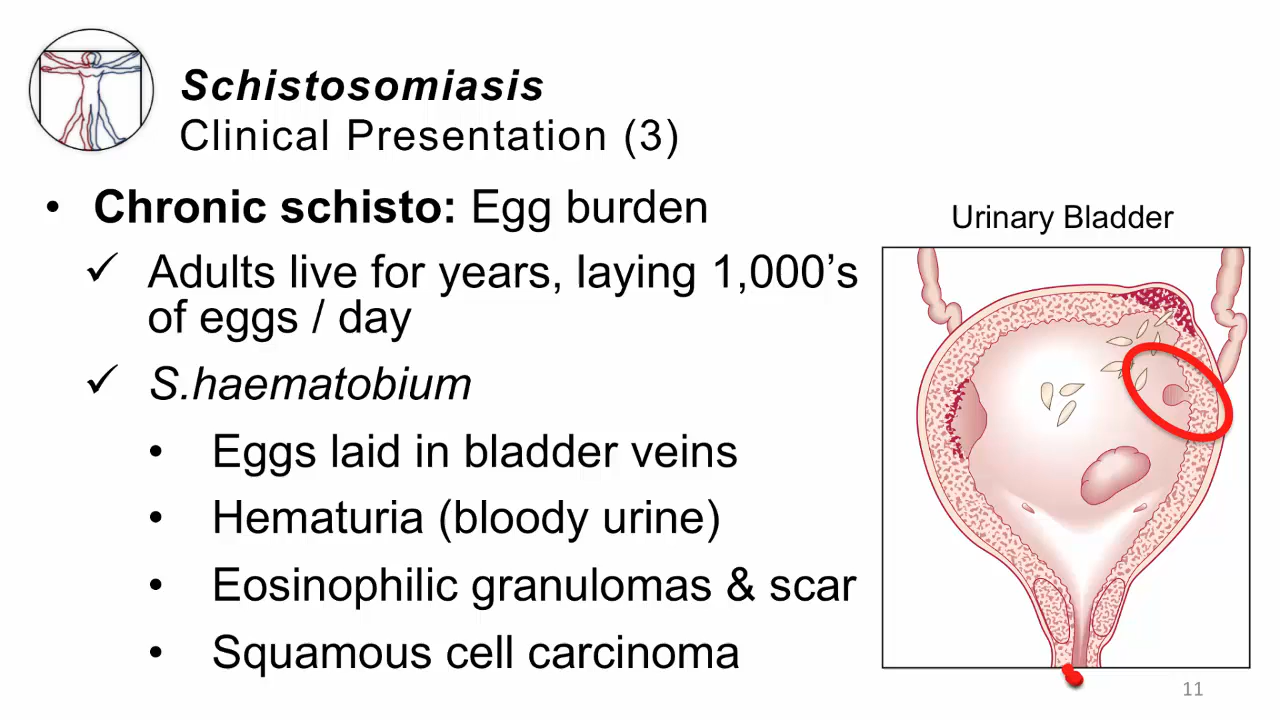 Schistosomiasis
Clinical Presentation (3)
• Chronic schisto: Egg burden
✓ Adults live for years, laying 1,000’s
of eggs / day
✓ S.haematobium
• Eggs laid in bladder veins
• Hematuria (bloody urine)
• Eosinophilic granulomas & scar
• Squamous cell carcinoma
Urinary Bladder
11